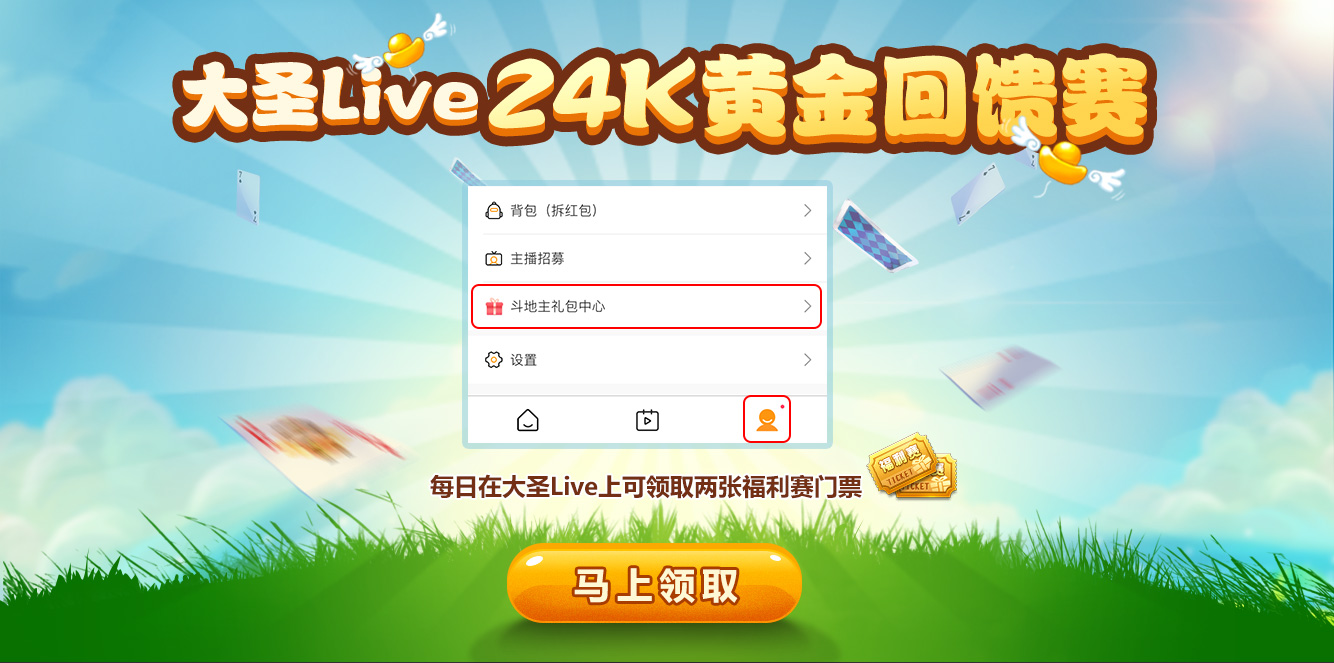 大圣Live24K黄金回馈赛
背包（拆红包）
主播招募
斗地主礼包中心
设置
每日在大圣Live上可领取两张福利赛门票
福利赛
TICKET
TICKET
马上领取